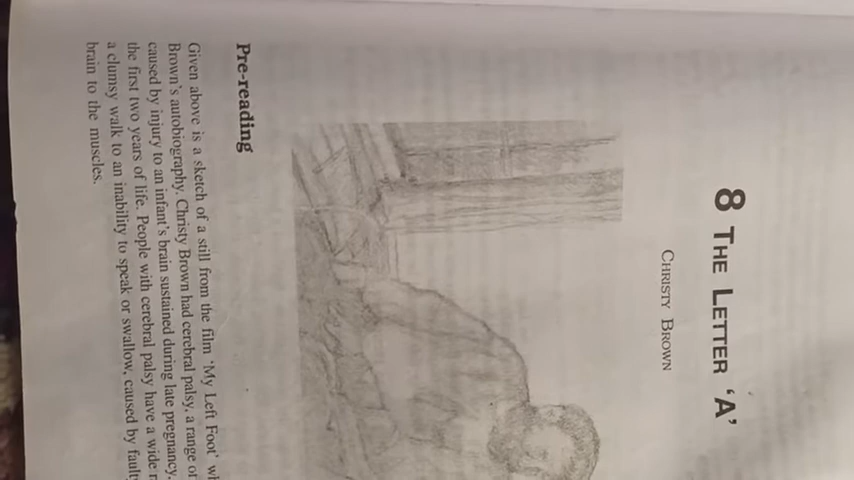 8 THE LETTER 'A'
CHRISTY BROWN
Pre-reading
Given above is a sketch of a still from the film 'My Left Foot'
Brown's autobiography. Christy Brown had cerebral palsy, a range of
caused by injury to an infant's brain sustained during late pregnancy,
the first two years of life. People with cerebral palsy have a wide
a clumsy walk to an inability to speak or swallow, caused by faulty
brain to the muscles.